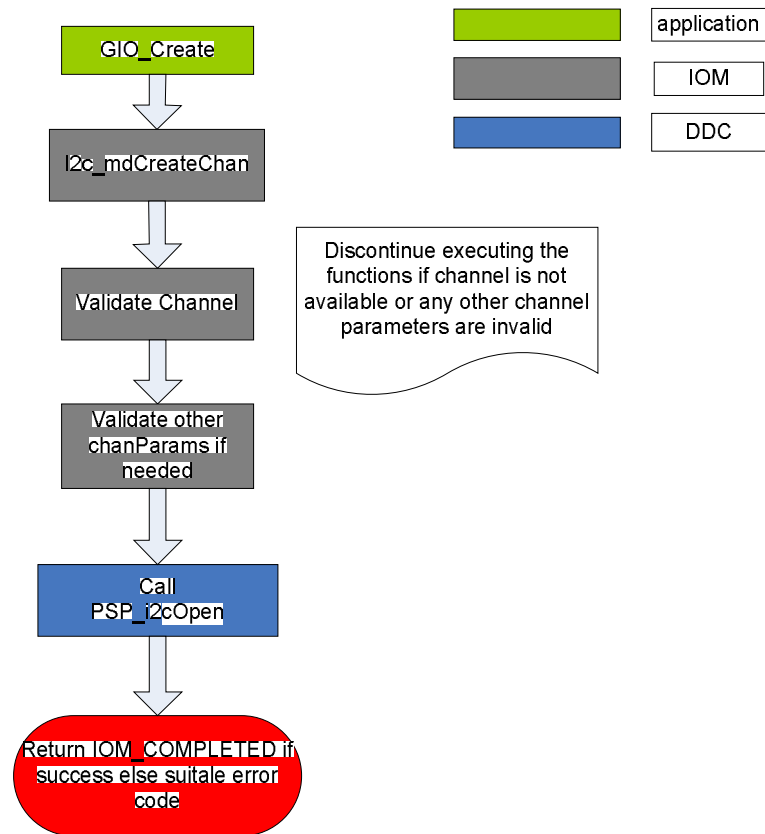 GIO_Create
I2c_mdCreateChan
Validate Channel
Validate other
chanParams if
needed
Call
PSP_i2cOpen
Return IOM_COMPLETED if
success else suitale error
code
application
IOM
DDC
Discontinue executing the
functions if channel is not
available or any other channel
parameters are invalid